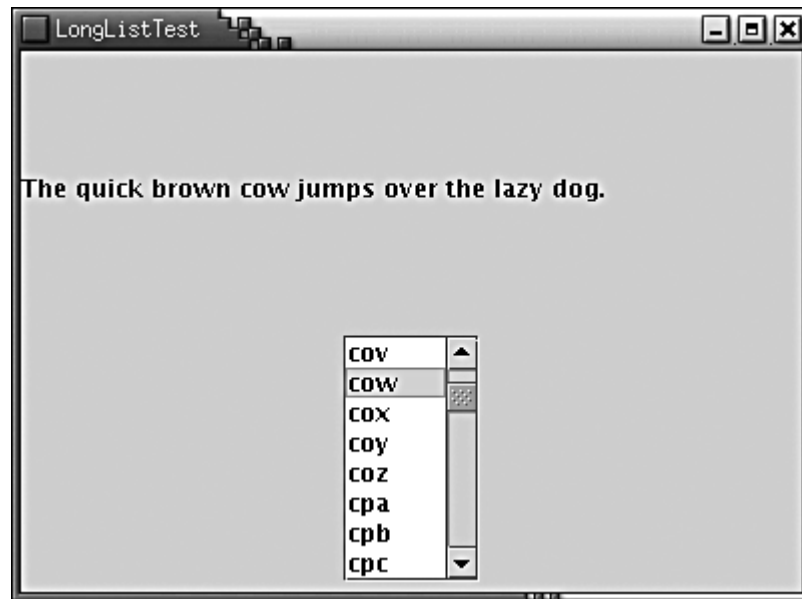 LongListTest
The quick brown cow jumps over the lazy dog.
cov
cow
cox
coy
coz
cpa
cpb
cpc